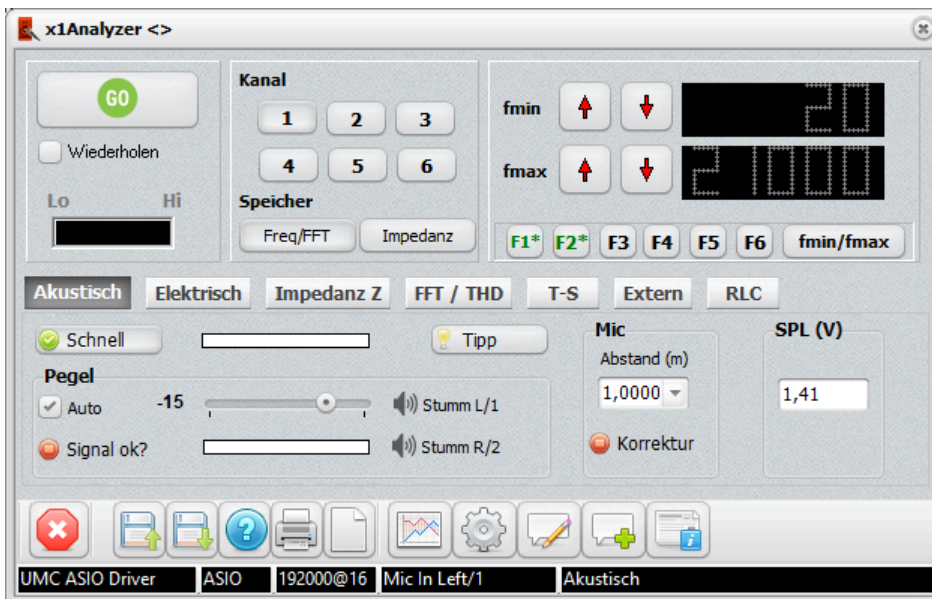 x1Analyzer <>
GO
Wiederholen
Lo Hi
Kanal
1 2 3
4 5 6
Speicher
Freq/FFT Impedanz
fmin 20
fmax 21000
F1* F2* F3 F4 F5 F6 fmin/fmax
Akustisch Elektrisch Impedanz Z FFT / THD T-S Extern RLC
Schnell Tipp
Pegel
Auto -15 Stumm L/1
Signal ok? Stumm R/2
Mic
Abstand (m)
1,0000
Korrektur
SPL (V)
1,41
UMC ASIO Driver ASIO 192000@16 Mic In Left/1 Akustisch